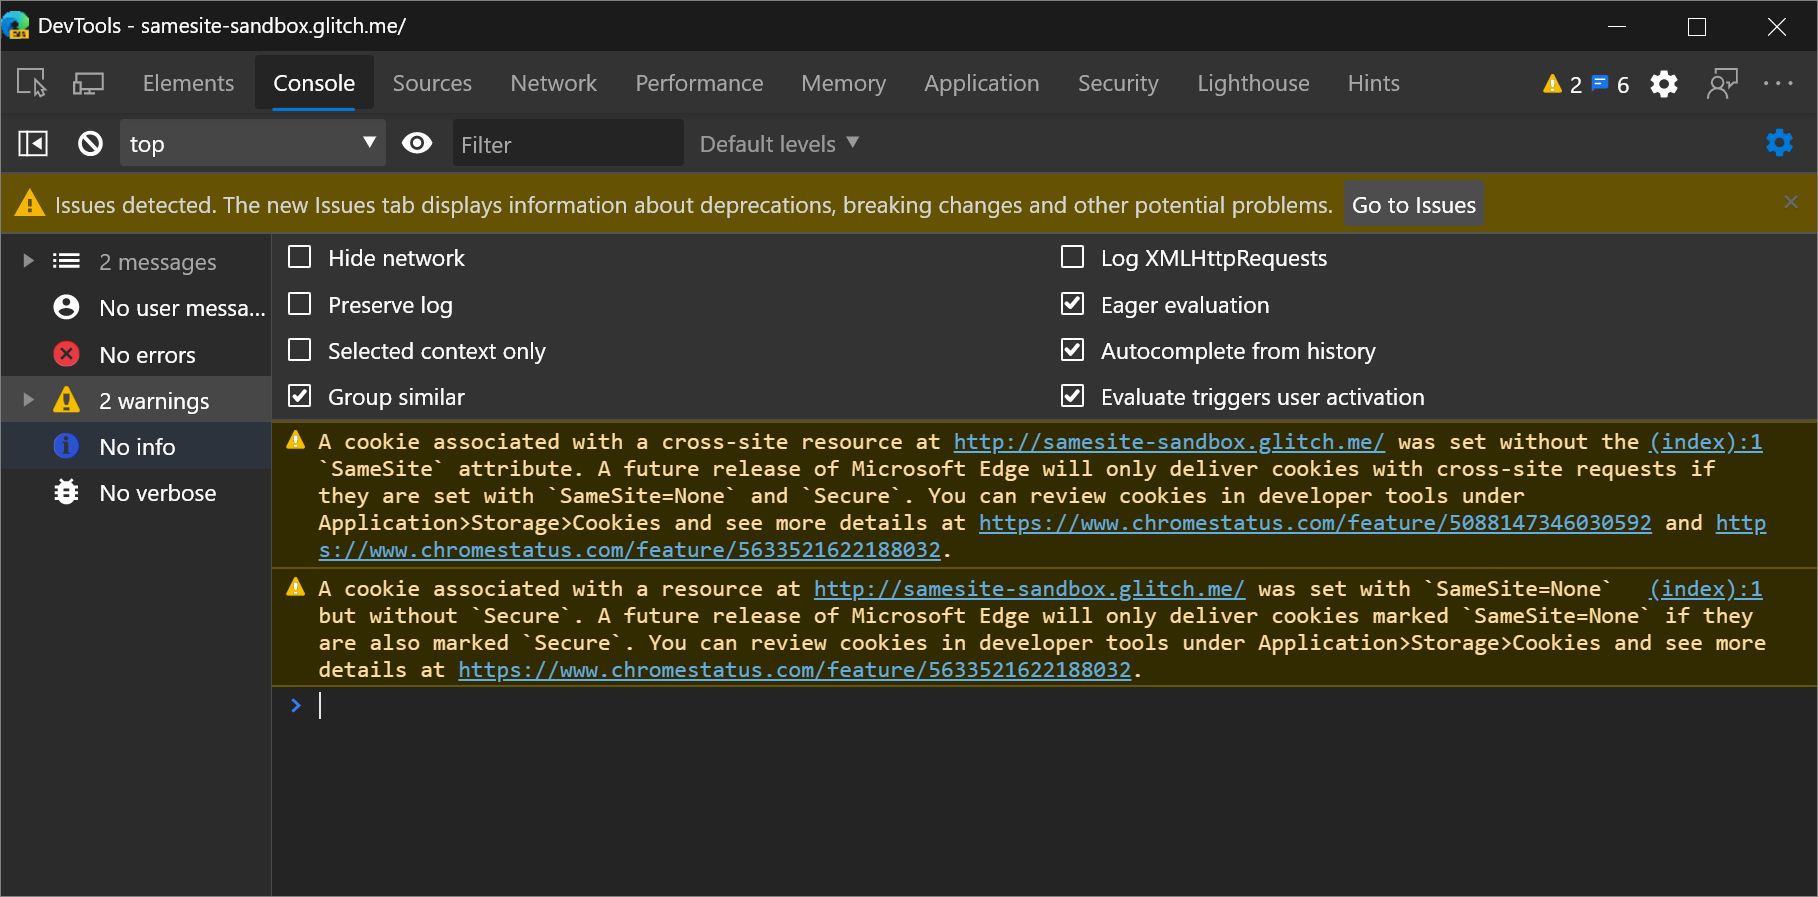 DevTools - samesite-sandbox.glitch.me/
Elements Console Sources Network Performance Memory Application Security Lighthouse Hints 2 6
top Filter Default levels
Issues detected. The new Issues tab displays information about deprecations, breaking changes and other potential problems. Go to Issues
2 messages
No user messa...
No errors
2 warnings
No info
No verbose
Hide network
Preserve log
Selected context only
Group similar
Log XMLHttpRequests
Eager evaluation
Autocomplete from history
Evaluate triggers user activation
A cookie associated with a cross-site resource at http://samesite-sandbox.glitch.me/ was set without the (index):1
`SameSite` attribute. A future release of Microsoft Edge will only deliver cookies with cross-site requests if
they are set with `SameSite=None` and `Secure`. You can review cookies in developer tools under
Application>Storage>Cookies and see more details at https://www.chromestatus.com/feature/5088147346030592 and http
s://www.chromestatus.com/feature/5633521622188032.
A cookie associated with a resource at http://samesite-sandbox.glitch.me/ was set with `SameSite=None` (index):1
but without `Secure`. A future release of Microsoft Edge will only deliver cookies marked `SameSite=None` if they
are also marked `Secure`. You can review cookies in developer tools under Application>Storage>Cookies and see more
details at https://www.chromestatus.com/feature/5633521622188032.